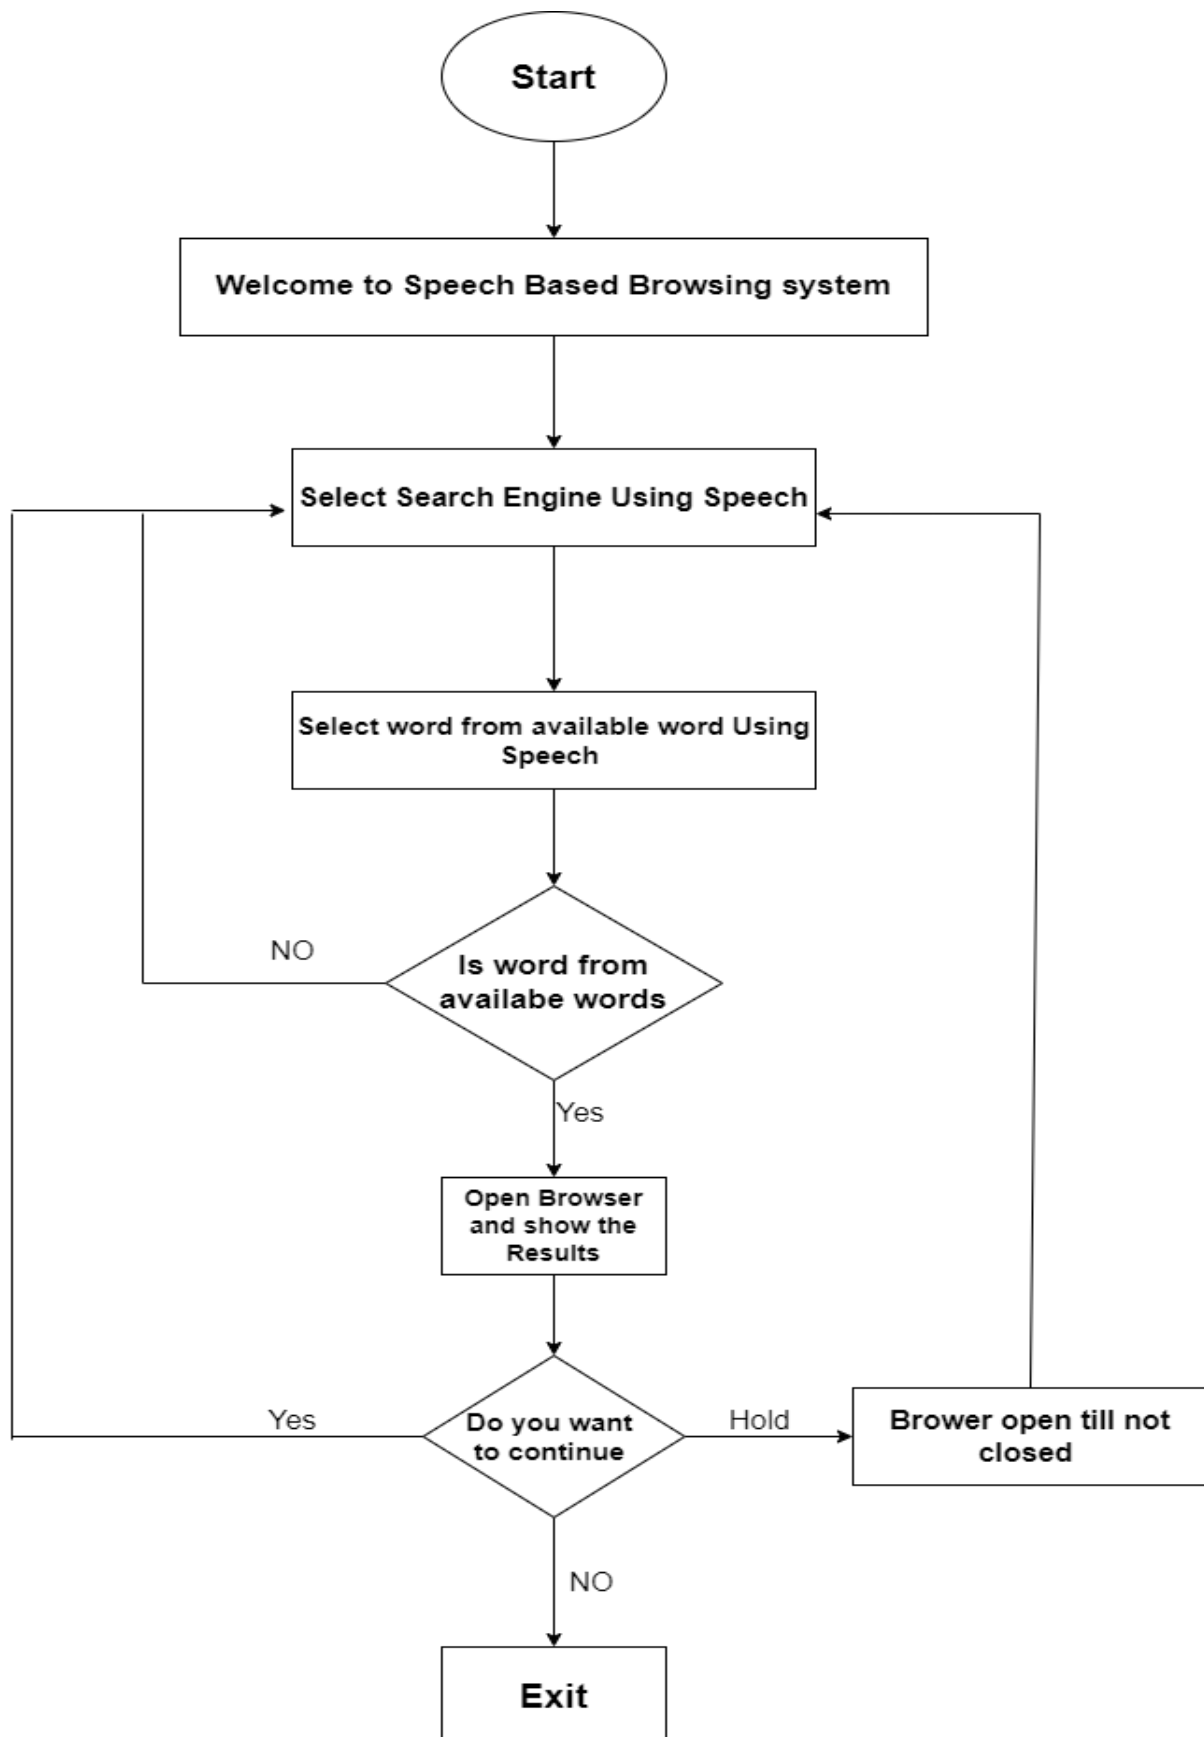 Start
Welcome to Speech Based Browsing system
Select Search Engine Using Speech
Select word from available word Using
Speech
NO
Is word from
availabe words
Yes
Open Browser
and show the
Results
Yes
Do you want
to continue
Hold
Brower open till not
closed
NO
Exit